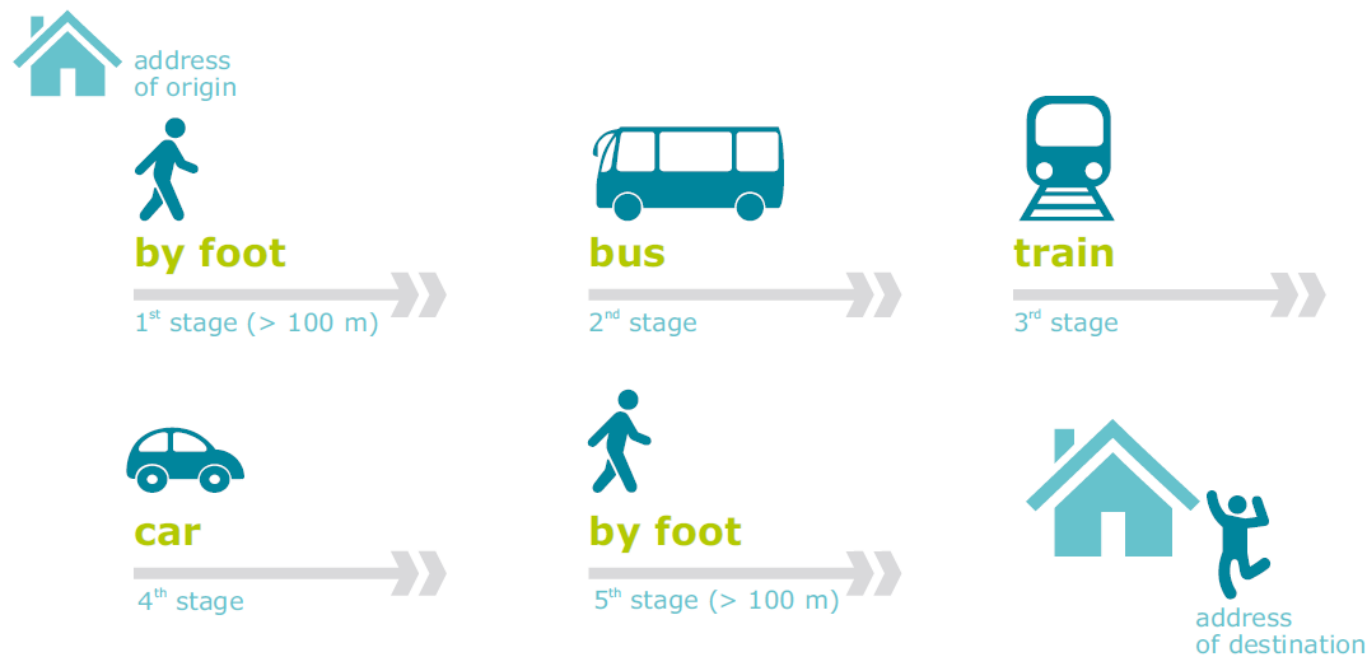 address
of origin
by foot
1st stage (> 100 m)
bus
2nd stage
train
3rd stage
car
4th stage
by foot
5th stage (> 100 m)
address
of destination